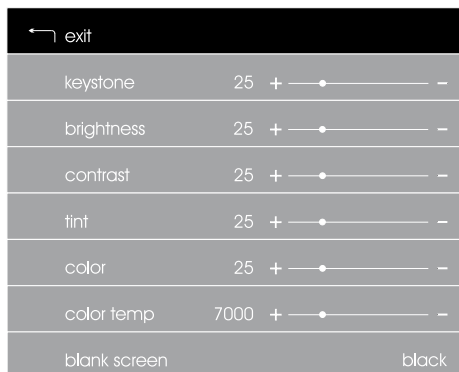 exit
keystone 25 + -
brightness 25 + -
contrast 25 + -
tint 25 + -
color 25 + -
color temp 7000 + -
blank screen black